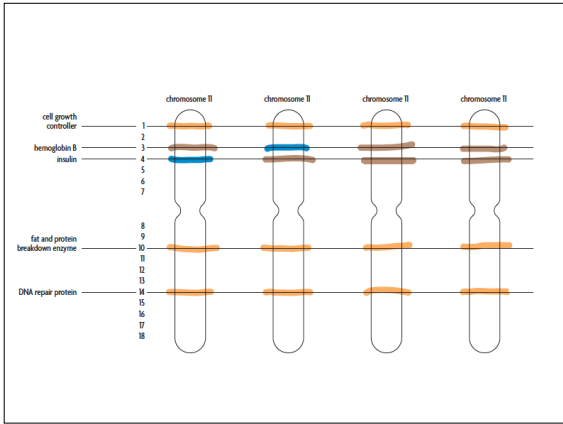 chromosome 11 chromosome 11 chromosome 11 chromosome 11
cell growth
controller 1
2
hemoglobin B 3
insulin 4
5
6
7
8
9
fat and protein
breakdown enzyme 10
11
12
13
DNA repair protein 14
15
16
17
18